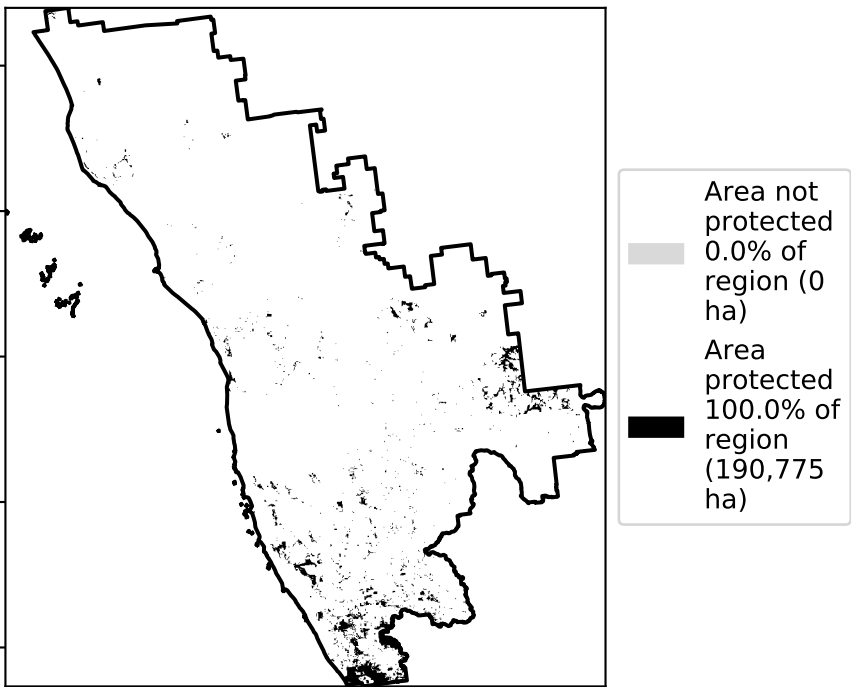 Area not
protected
0.0% of
region (0
ha)
Area
protected
100.0% of
region
(190,775
ha)